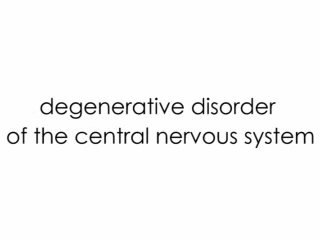 degenerative disorder
of the central nervous system